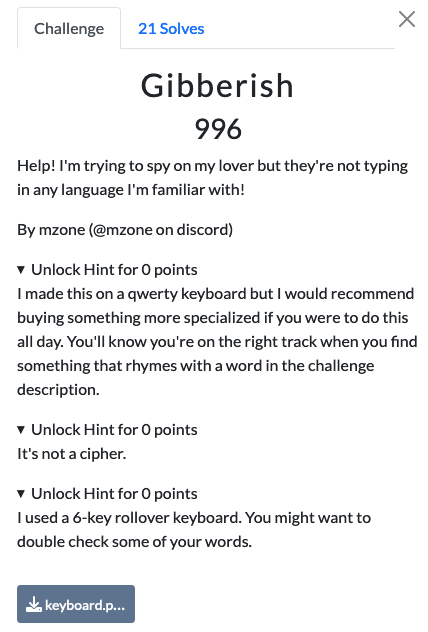 Challenge
21 Solves
Gibberish
996
Help! I'm trying to spy on my lover but they're not typing
in any language I'm familiar with!
By mzone (@mzone on discord)
▼ Unlock Hint for 0 points
I made this on a qwerty keyboard but I would recommend
buying something more specialized if you were to do this
all day. You'll know you're on the right track when you find
something that rhymes with a word in the challenge
description.
▼ Unlock Hint for 0 points
It's not a cipher.
▼ Unlock Hint for 0 points
I used a 6-key rollover keyboard. You might want to
double check some of your words.
keyboard.p...